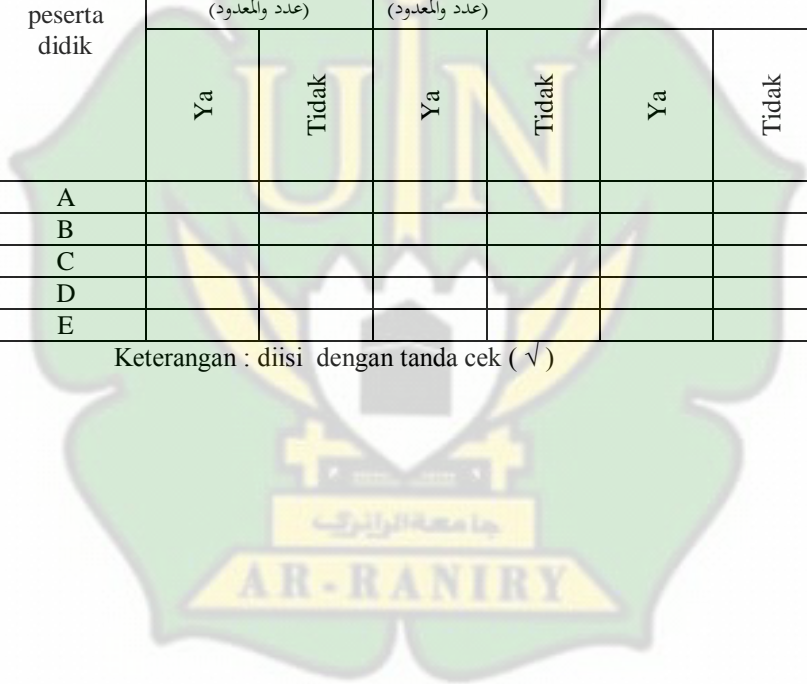 peserta didik
(عدد والمعدود) (عدد والمعدود)
Ya Tidak Ya Tidak Ya Tidak
A
B
C
D
E
Keterangan : diisi dengan tanda cek ( √ )
UIN
جامعة الرانري
AR-RANIRY